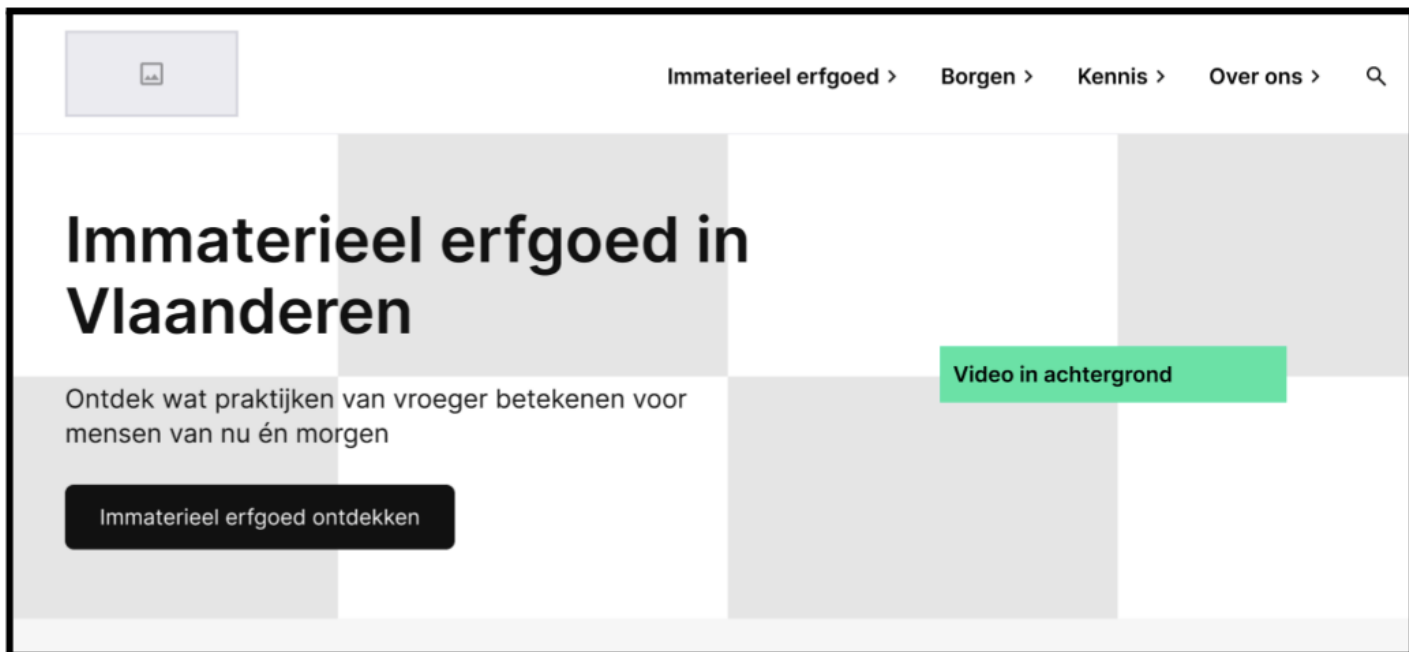 Immaterieel erfgoed >
Borgen >
Kennis >
Over ons >
Immaterieel erfgoed in
Vlaanderen
Video in achtergrond
Ontdek wat praktijken van vroeger betekenen voor
mensen van nu én morgen
Immaterieel erfgoed ontdekken